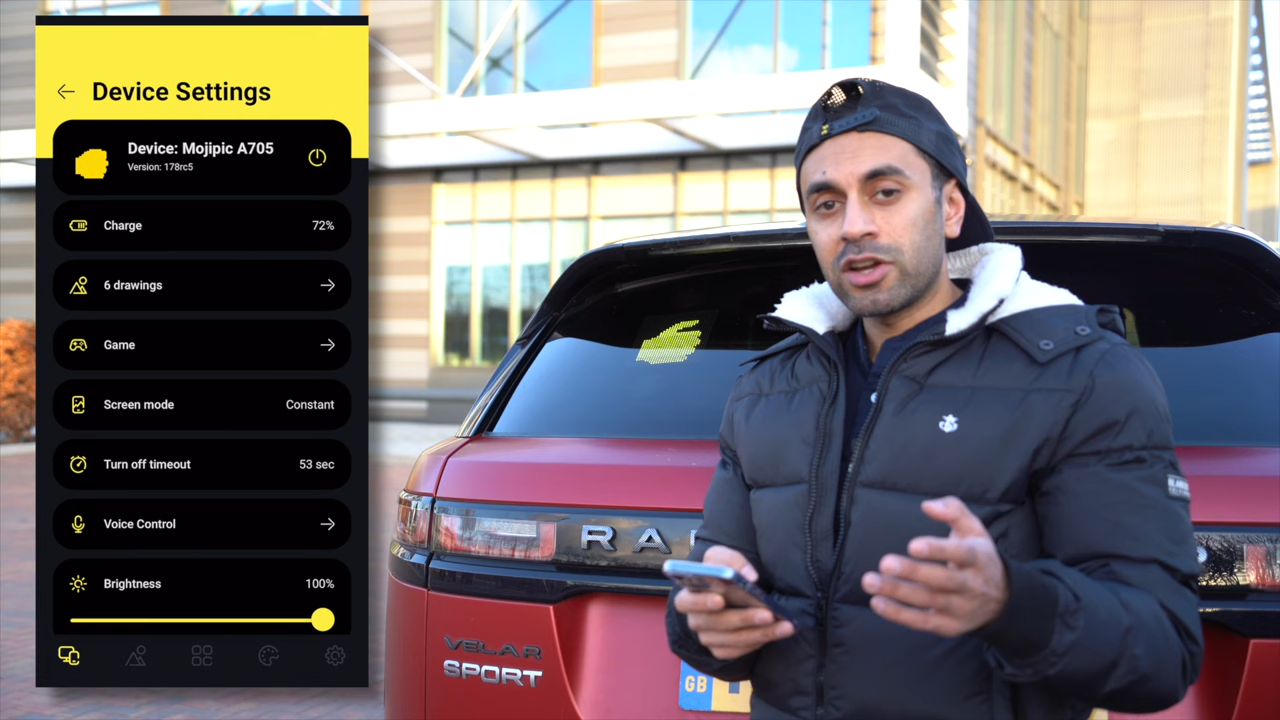 Device Settings
Device: Mojipic A705
Version: 178rc5
Charge 72%
6 drawings
Game
Screen mode Constant
Turn off timeout 53 sec
Voice Control
Brightness 100%
RA
VELAR
SPORT
GB